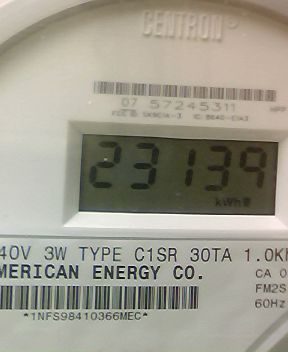 CENTRON
07 57245311
23139
kWh
40V 3W TYPE C1SR 30TA 1.0K
MERICAN ENERGY CO.
CA 0
FM2S
60Hz
*1NFS98410366MEC*